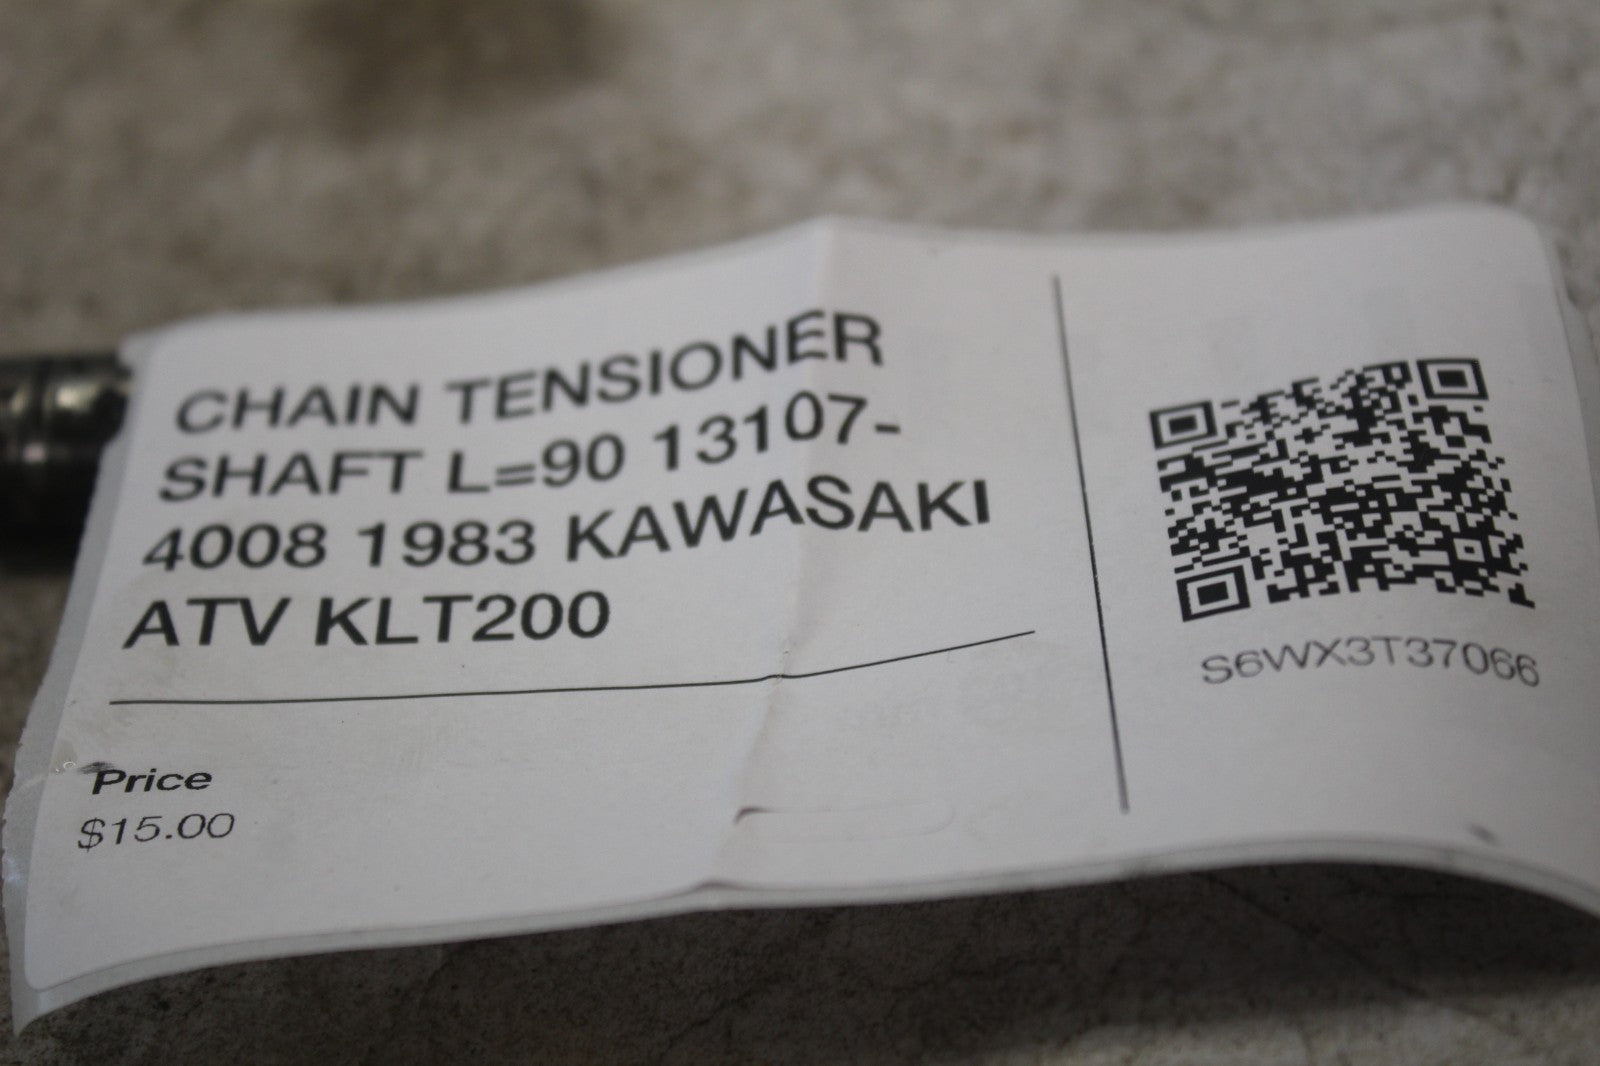 CHAIN TENSIONER
SHAFT L=90 13107-
4008 1983 KAWASAKI
ATV KLT200
Price
$15.00
S6WX3T37066